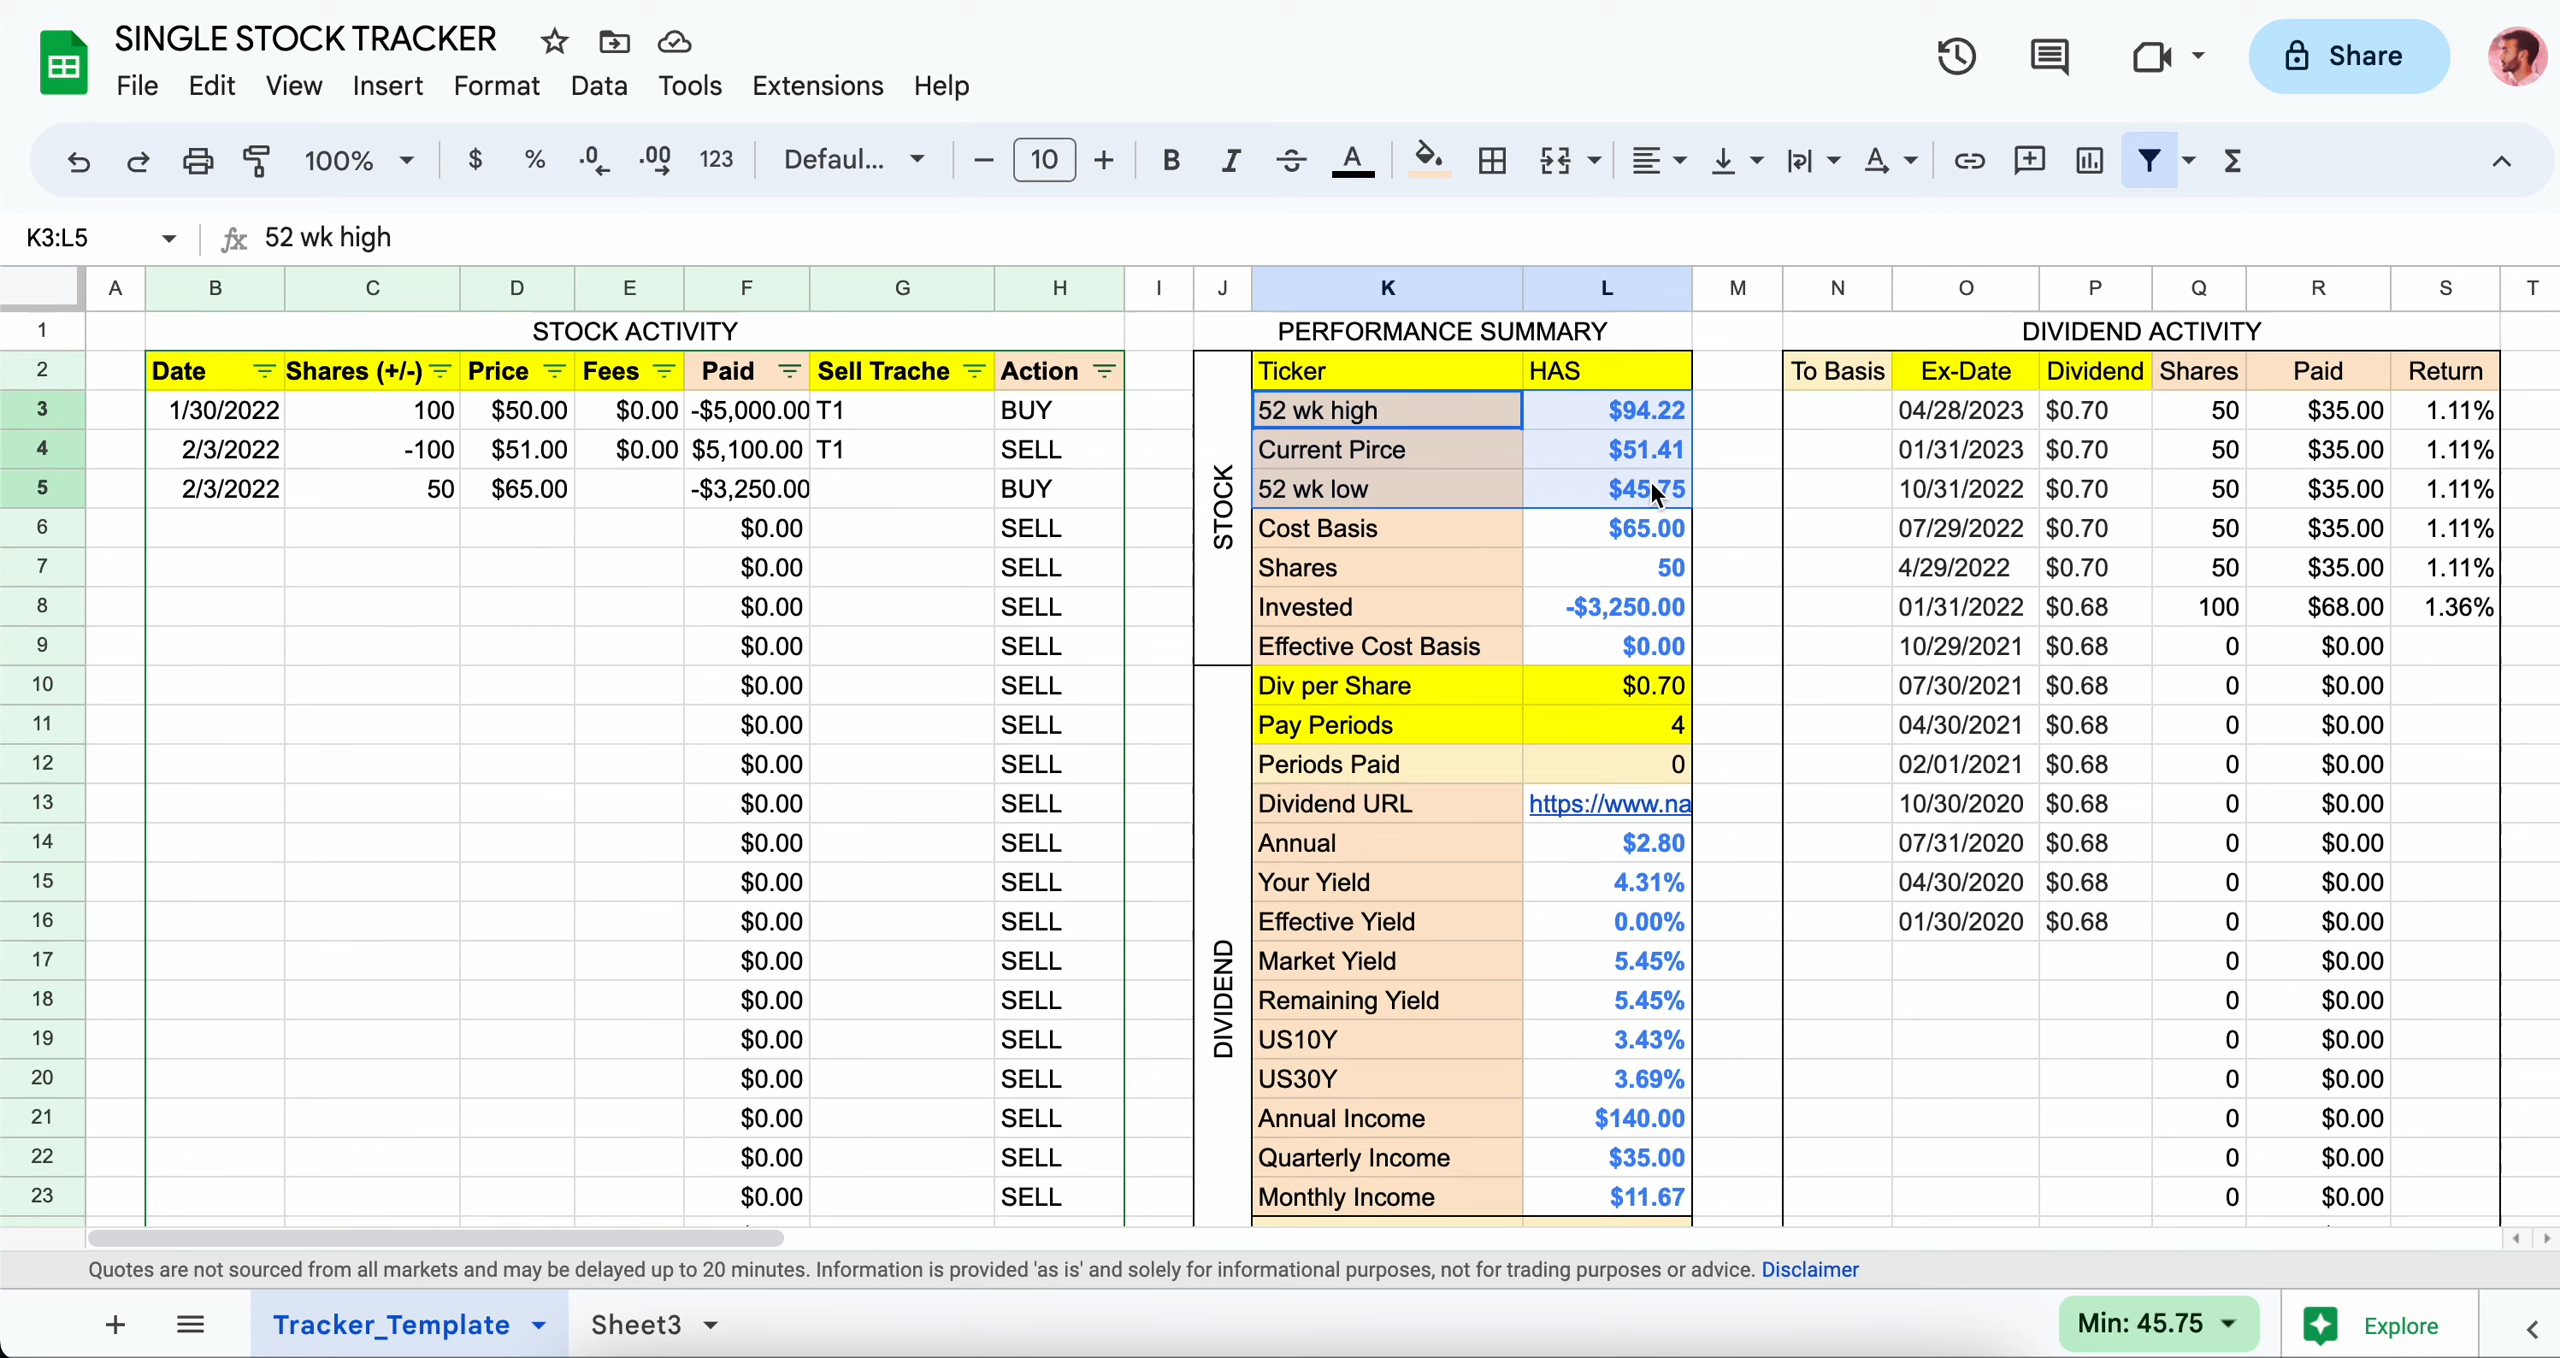 SINGLE STOCK TRACKER
File Edit View Insert Format Data Tools Extensions Help
Share
100% $ % .0 .00 123 Defaul... 10 B I A
K3:L5 fx 52 wk high
A B C D E F G H I J K L M N O P Q R S T
1 STOCK ACTIVITY PERFORMANCE SUMMARY DIVIDEND ACTIVITY
2 Date Shares (+/-) Price Fees Paid Sell Trache Action Ticker HAS To Basis Ex-Date Dividend Shares Paid Return
3 1/30/2022 100 $50.00 $0.00 -$5,000.00 T1 BUY 52 wk high $94.22 04/28/2023 $0.70 50 $35.00 1.11%
4 2/3/2022 -100 $51.00 $0.00 $5,100.00 T1 SELL Current Pirce $51.41 01/31/2023 $0.70 50 $35.00 1.11%
5 2/3/2022 50 $65.00 -$3,250.00 BUY 52 wk low $45.75 10/31/2022 $0.70 50 $35.00 1.11%
STOCK
6 $0.00 SELL Cost Basis $65.00 07/29/2022 $0.70 50 $35.00 1.11%
7 $0.00 SELL Shares 50 4/29/2022 $0.70 50 $35.00 1.11%
8 $0.00 SELL Invested -$3,250.00 01/31/2022 $0.68 100 $68.00 1.36%
9 $0.00 SELL Effective Cost Basis $0.00 10/29/2021 $0.68 0 $0.00
10 $0.00 SELL Div per Share $0.70 07/30/2021 $0.68 0 $0.00
11 $0.00 SELL Pay Periods 4 04/30/2021 $0.68 0 $0.00
12 $0.00 SELL Periods Paid 0 02/01/2021 $0.68 0 $0.00
13 $0.00 SELL Dividend URL https://www.na 10/30/2020 $0.68 0 $0.00
14 $0.00 SELL Annual $2.80 07/31/2020 $0.68 0 $0.00
15 $0.00 SELL Your Yield 4.31% 04/30/2020 $0.68 0 $0.00
16 $0.00 SELL Effective Yield 0.00% 01/30/2020 $0.68 0 $0.00
17 $0.00 SELL Market Yield 5.45% 0 $0.00
DIVIDEND
18 $0.00 SELL Remaining Yield 5.45% 0 $0.00
19 $0.00 SELL US10Y 3.43% 0 $0.00
20 $0.00 SELL US30Y 3.69% 0 $0.00
21 $0.00 SELL Annual Income $140.00 0 $0.00
22 $0.00 SELL Quarterly Income $35.00 0 $0.00
23 $0.00 SELL Monthly Income $11.67 0 $0.00
Quotes are not sourced from all markets and may be delayed up to 20 minutes. Information is provided 'as is' and solely for informational purposes, not for trading purposes or advice. Disclaimer
Tracker_Template Sheet3 Min: 45.75 Explore